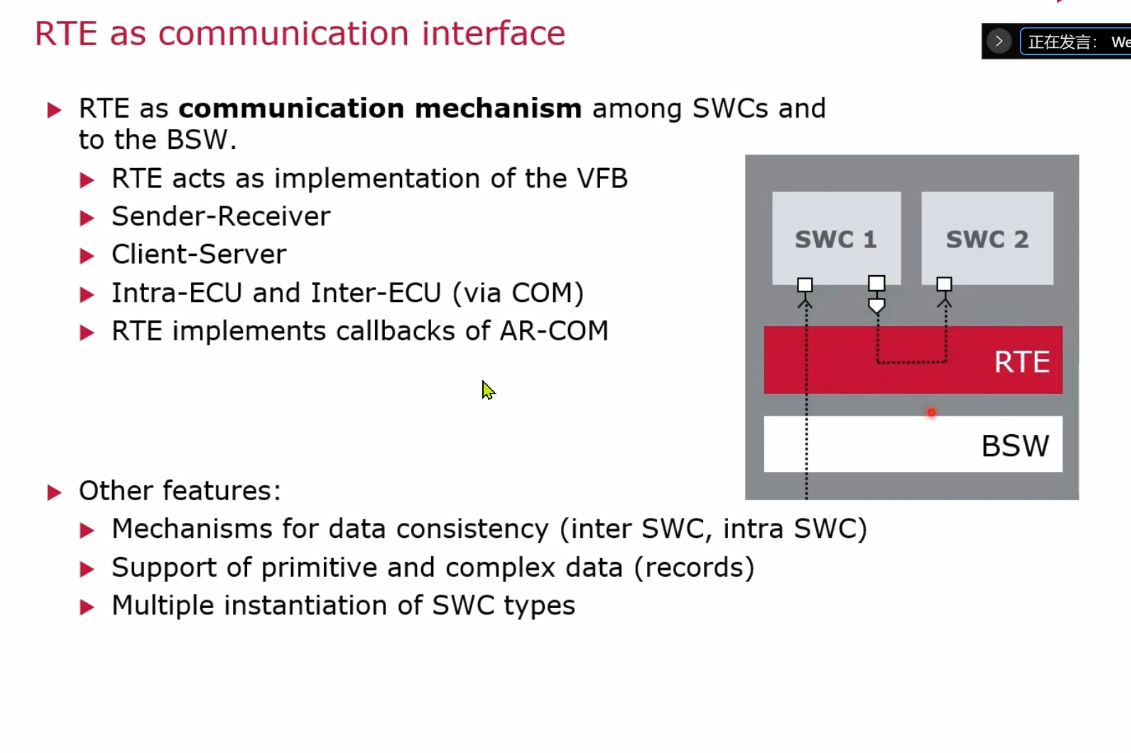 RTE as communication interface
正在发言： We
RTE as communication mechanism among SWCs and
to the BSW.
RTE acts as implementation of the VFB
Sender-Receiver
Client-Server
Intra-ECU and Inter-ECU (via COM)
RTE implements callbacks of AR-COM
SWC 1
SWC 2
RTE
BSW
Other features:
Mechanisms for data consistency (inter SWC, intra SWC)
Support of primitive and complex data (records)
Multiple instantiation of SWC types